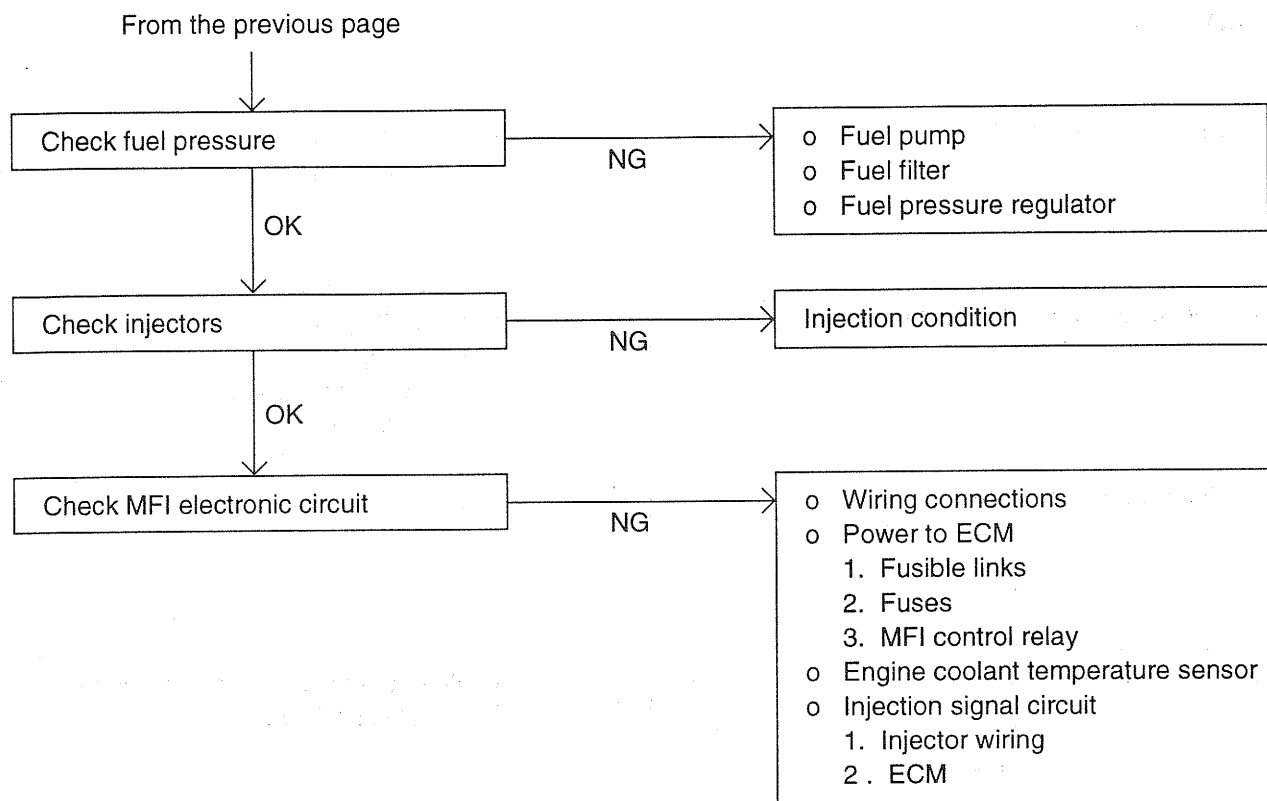 From the previous page
Check fuel pressure
NG
o Fuel pump
o Fuel filter
o Fuel pressure regulator
OK
Check injectors
NG
Injection condition
OK
Check MFI electronic circuit
NG
o Wiring connections
o Power to ECM
1. Fusible links
2. Fuses
3. MFI control relay
o Engine coolant temperature sensor
o Injection signal circuit
1. Injector wiring
2 . ECM